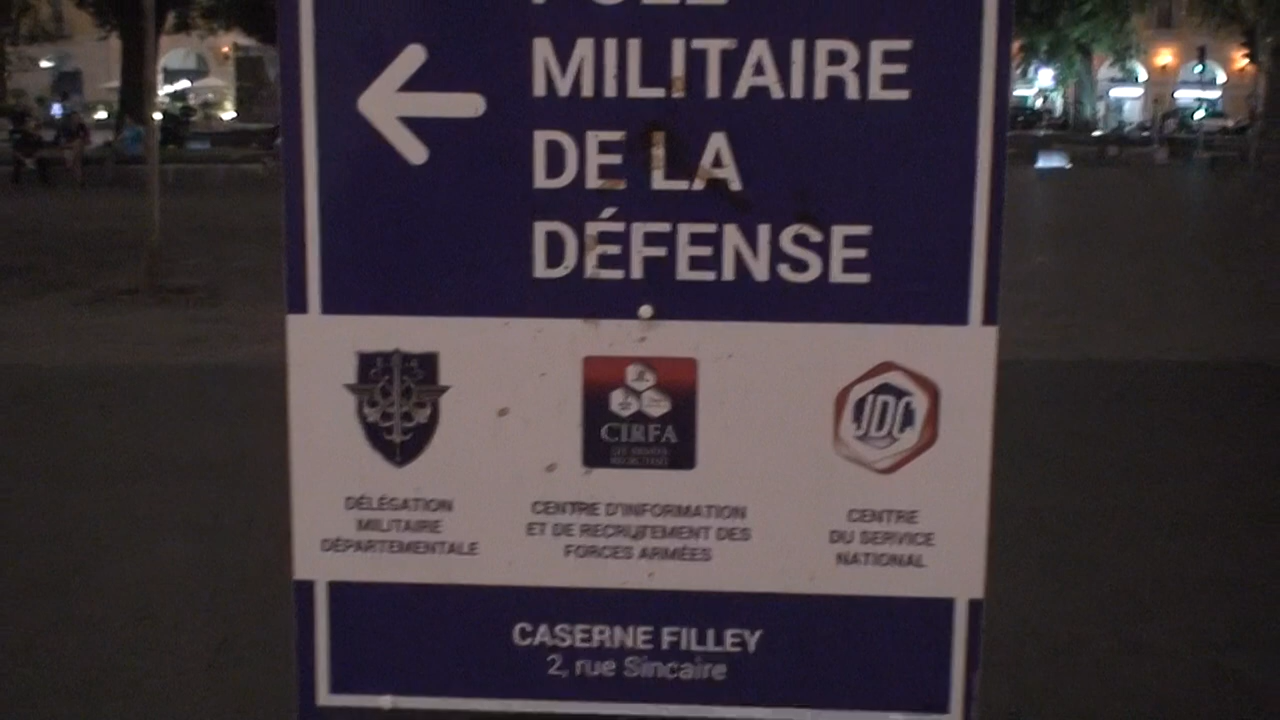 PÔLE
MILITAIRE
DE LA
DÉFENSE
CIRFA
JDC
DÉLÉGATION
MILITAIRE
DÉPARTEMENTALE
CENTRE D'INFORMATION
ET DE RECRUTEMENT DES
FORCES ARMÉES
CENTRE
DU SERVICE
NATIONAL
CASERNE FILLEY
2, rue Sincaire